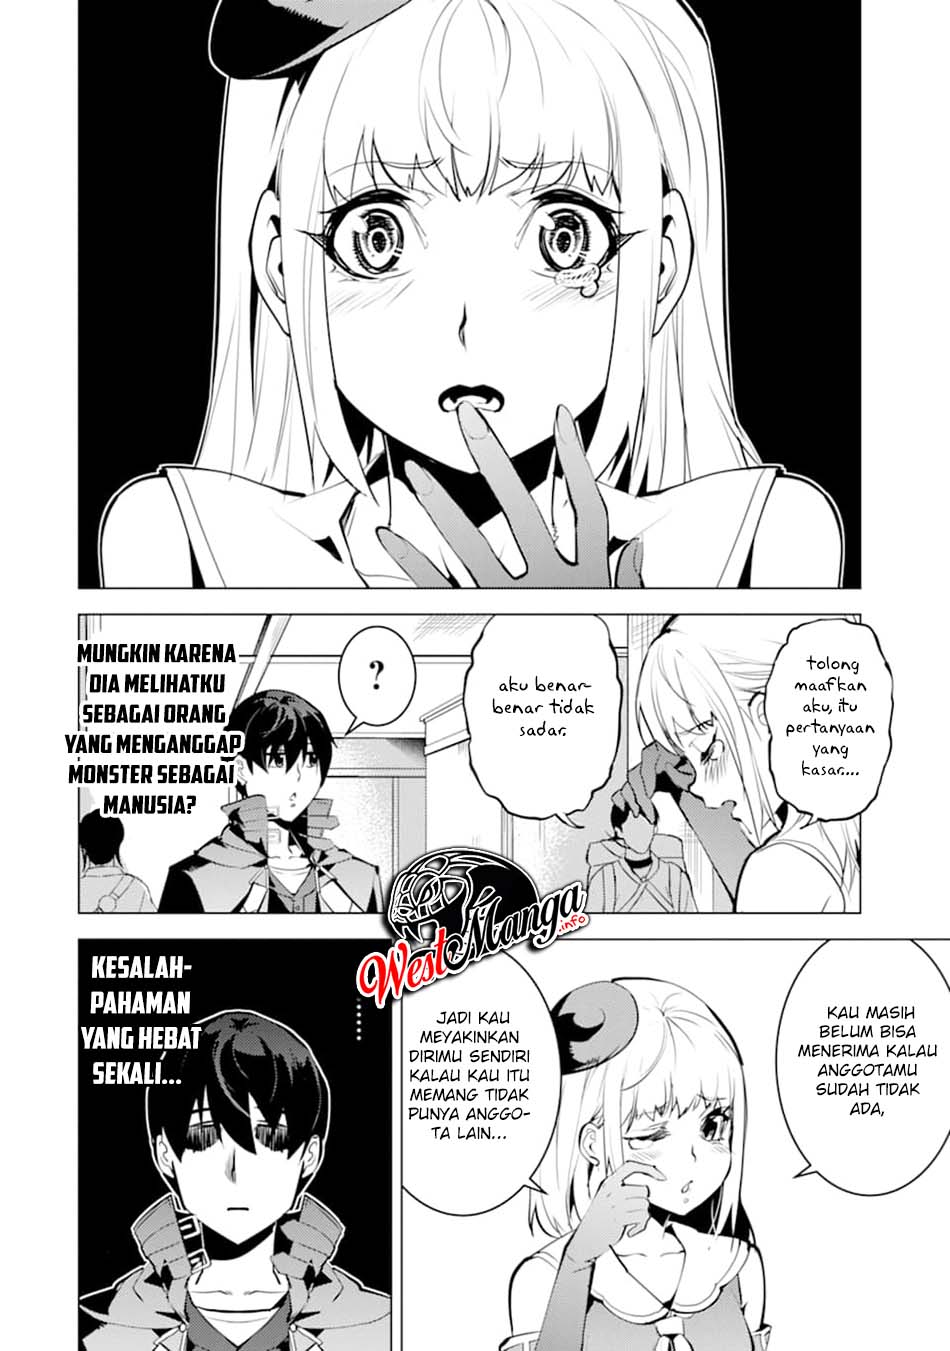 tolong
maafkan
aku, itu
pertanyaan
yang
kasar....
aku benar-
benar tidak
sadar.
?
MUNGKIN KARENA
DIA MELIHATKU
SEBAGAI ORANG
YANG MENGANGGAP
MONSTER SEBAGAI
MANUSIA?
WestManga
.info
KAU MASIH
BELUM BISA
MENERIMA KALAU
ANGGOTAMU
SUDAH TIDAK
ADA,
JADI KAU
MEYAKINKAN
DIRIMU SENDIRI
KALAU KAU ITU
MEMANG TIDAK
PUNYA ANGGO-
TA LAIN...
......
KESALAH-
PAHAMAN
YANG HEBAT
SEKALI...